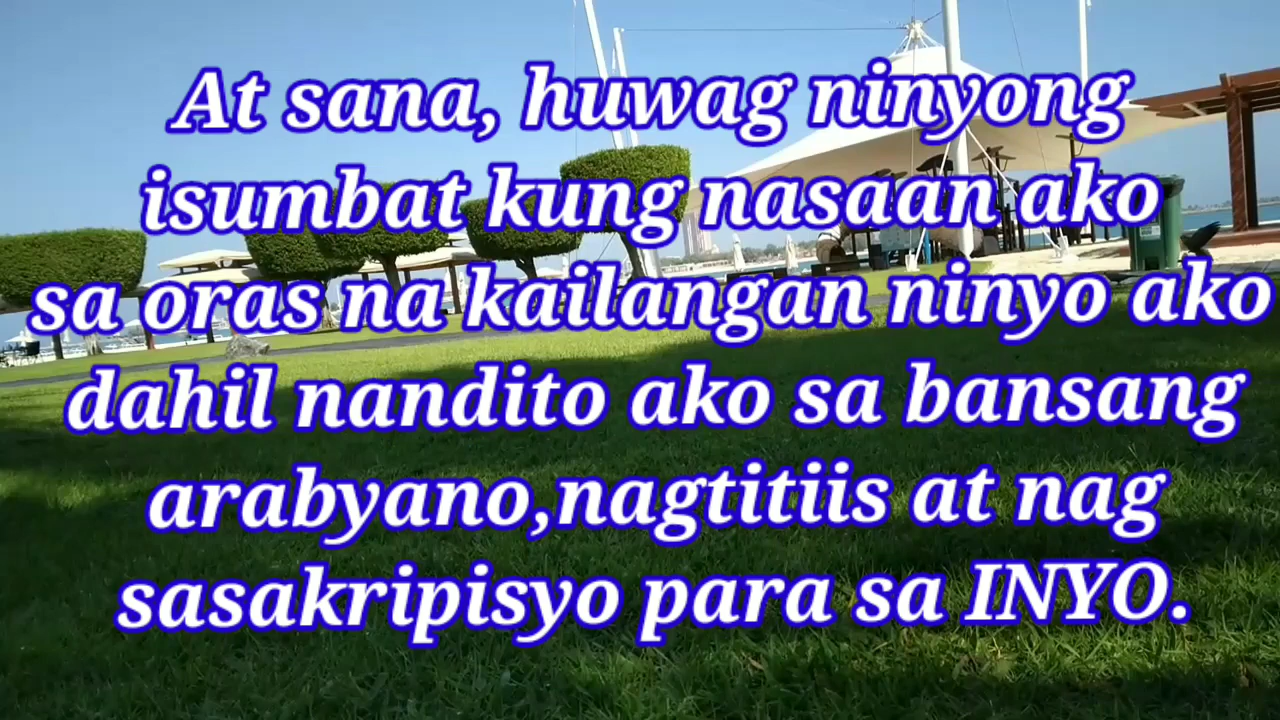 At sana, huwag ninyong
isumbat kung nasaan ako
sa oras na kailangan ninyo ako
dahil nandito ako sa bansang
arabyano,nagtitiis at nag
sasakripisyo para sa INYO.